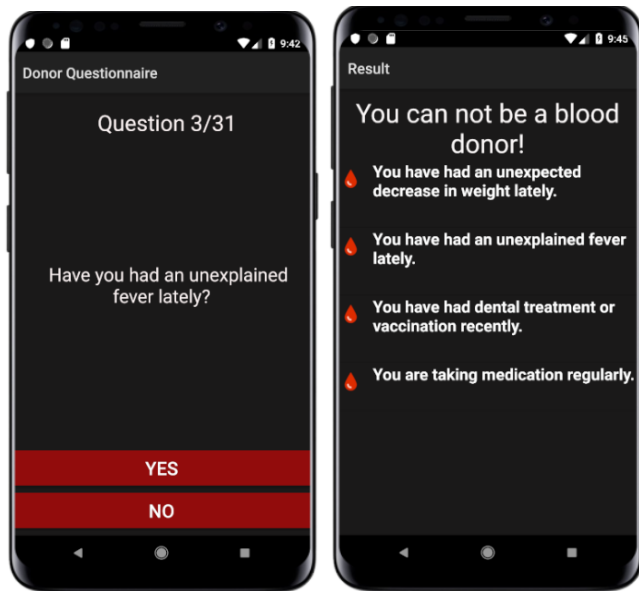 9:42
Donor Questionnaire
Question 3/31
Have you had an unexplained
fever lately?
YES
NO
9:45
Result
You can not be a blood
donor!
You have had an unexpected
decrease in weight lately.
You have had an unexplained fever
lately.
You have had dental treatment or
vaccination recently.
You are taking medication regularly.